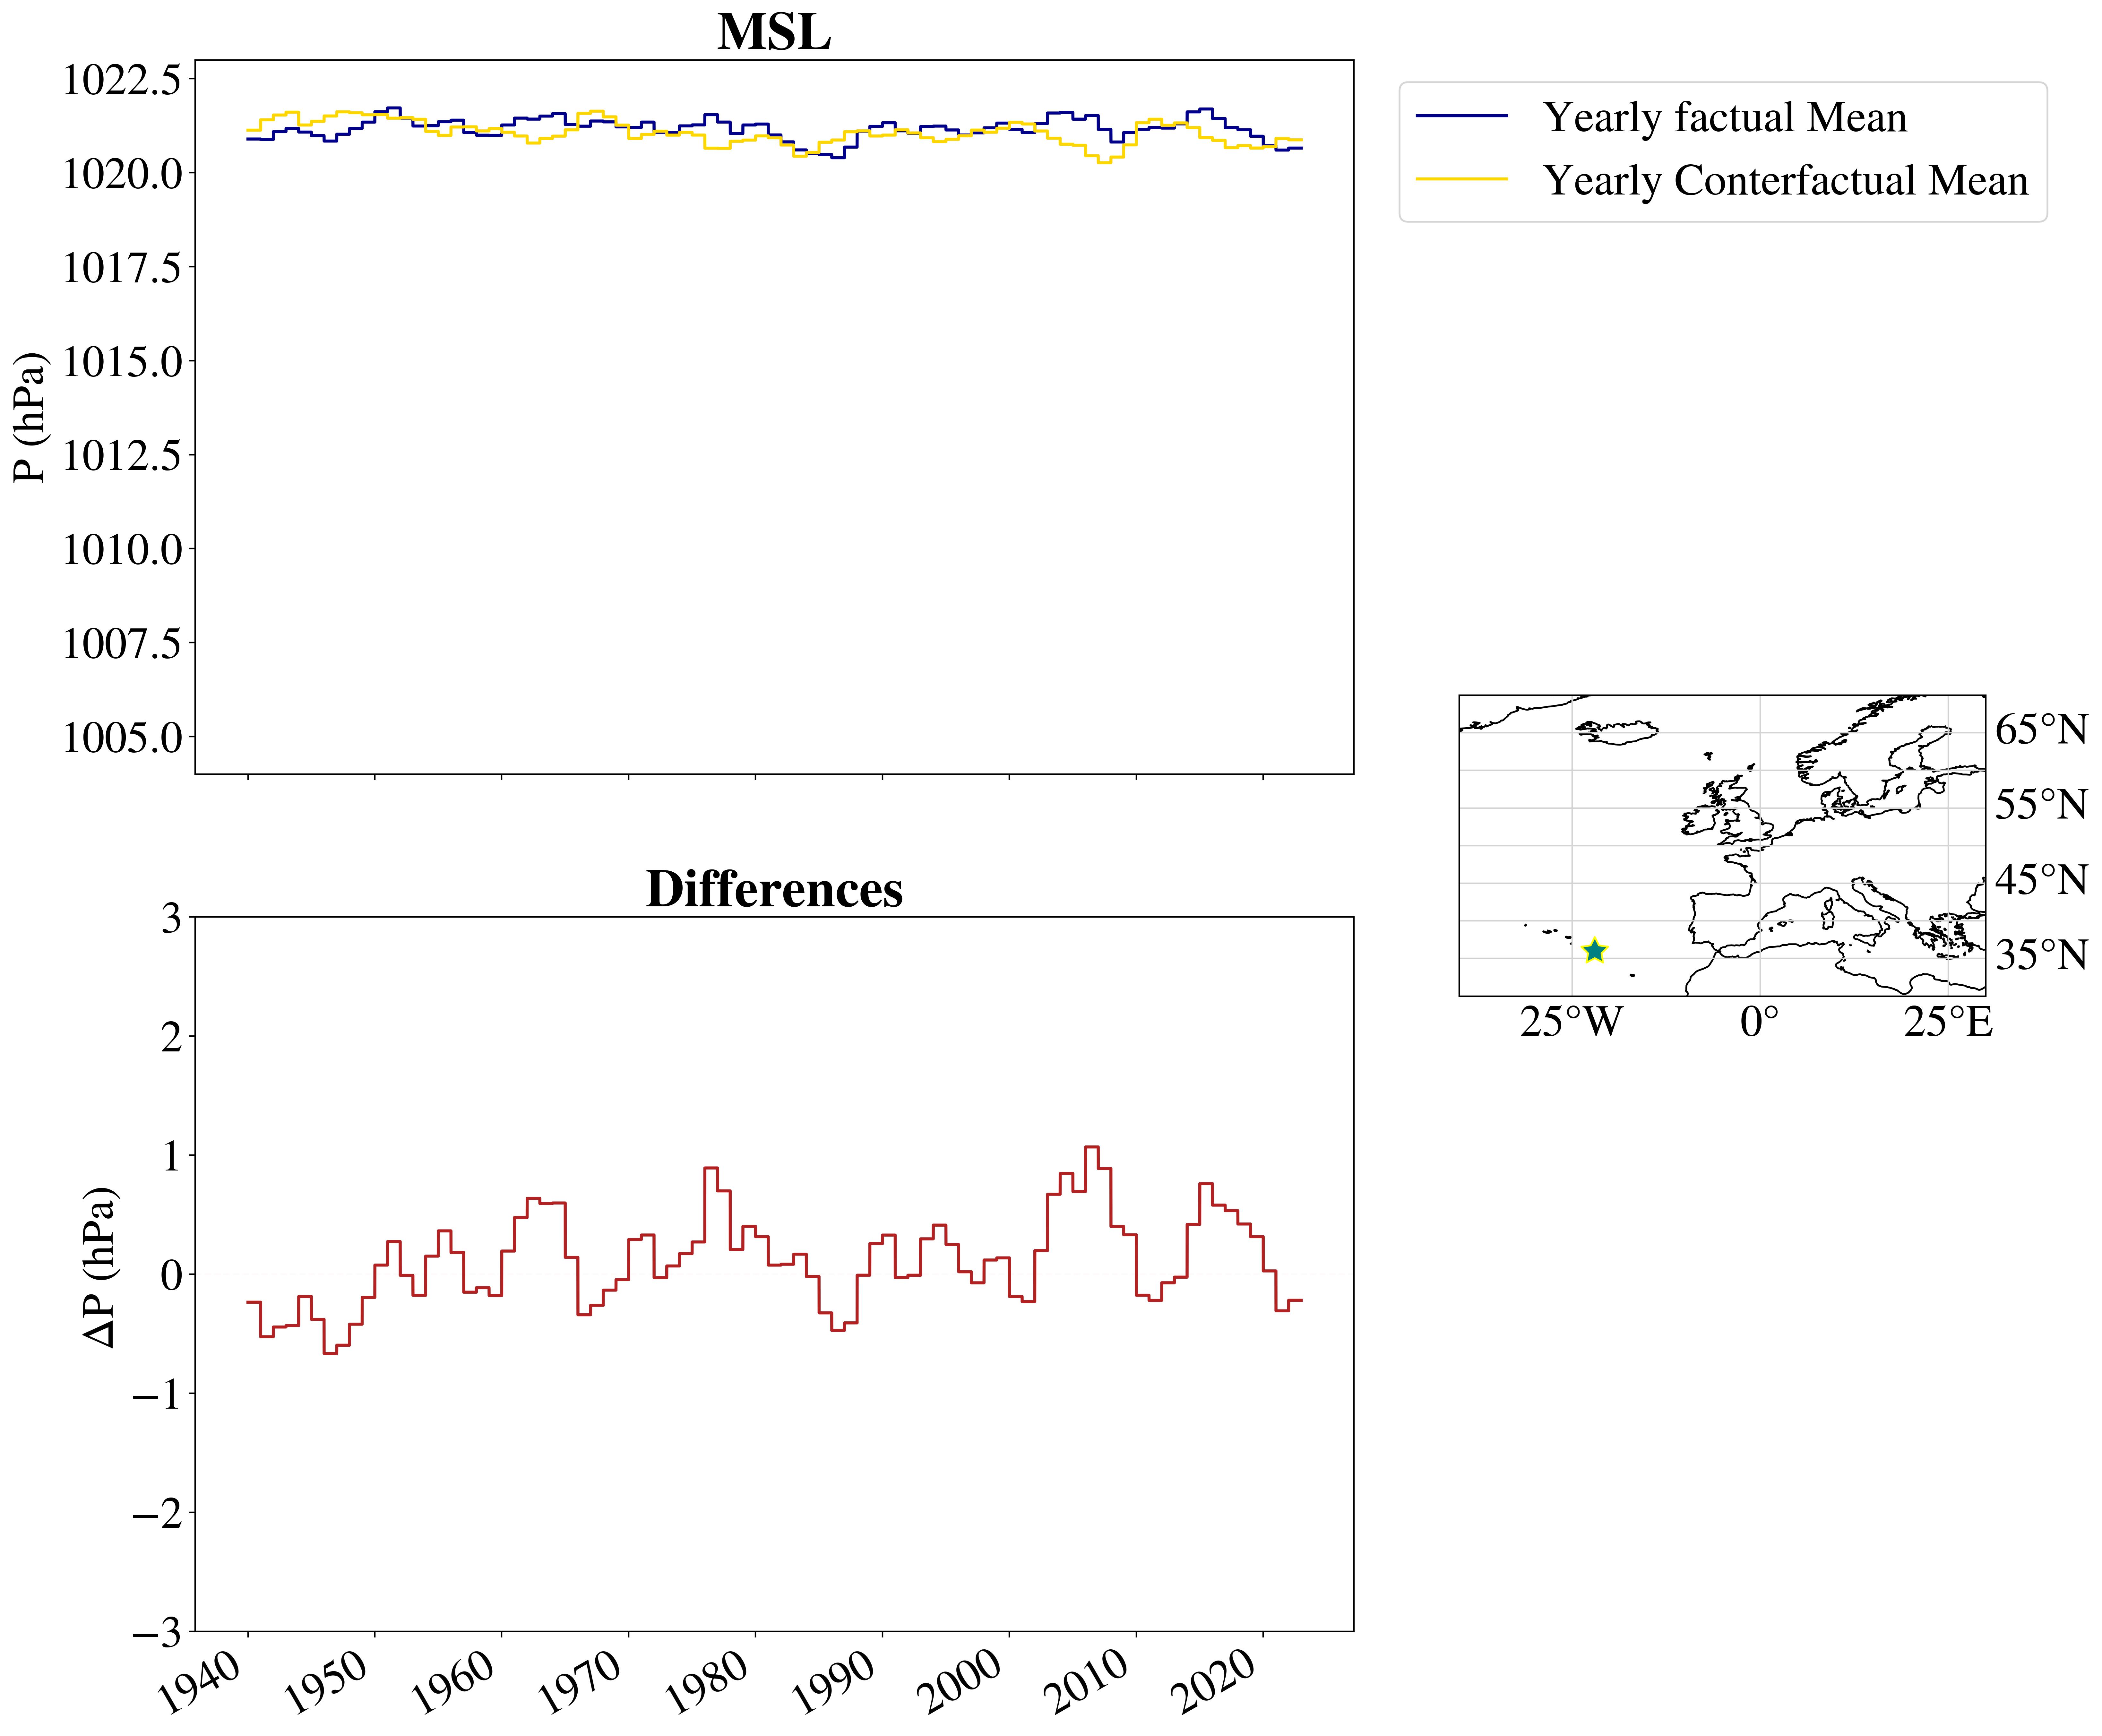 MSL
1022.5
1020.0
1017.5
1015.0
1012.5
1010.0
1007.5
1005.0
P (hPa)
Yearly factual Mean
Yearly Conterfactual Mean
65°N
55°N
45°N
35°N
25°W 0° 25°E
Differences
3
2
1
0
−1
−2
−3
ΔP (hPa)
1940 1950 1960 1970 1980 1990 2000 2010 2020